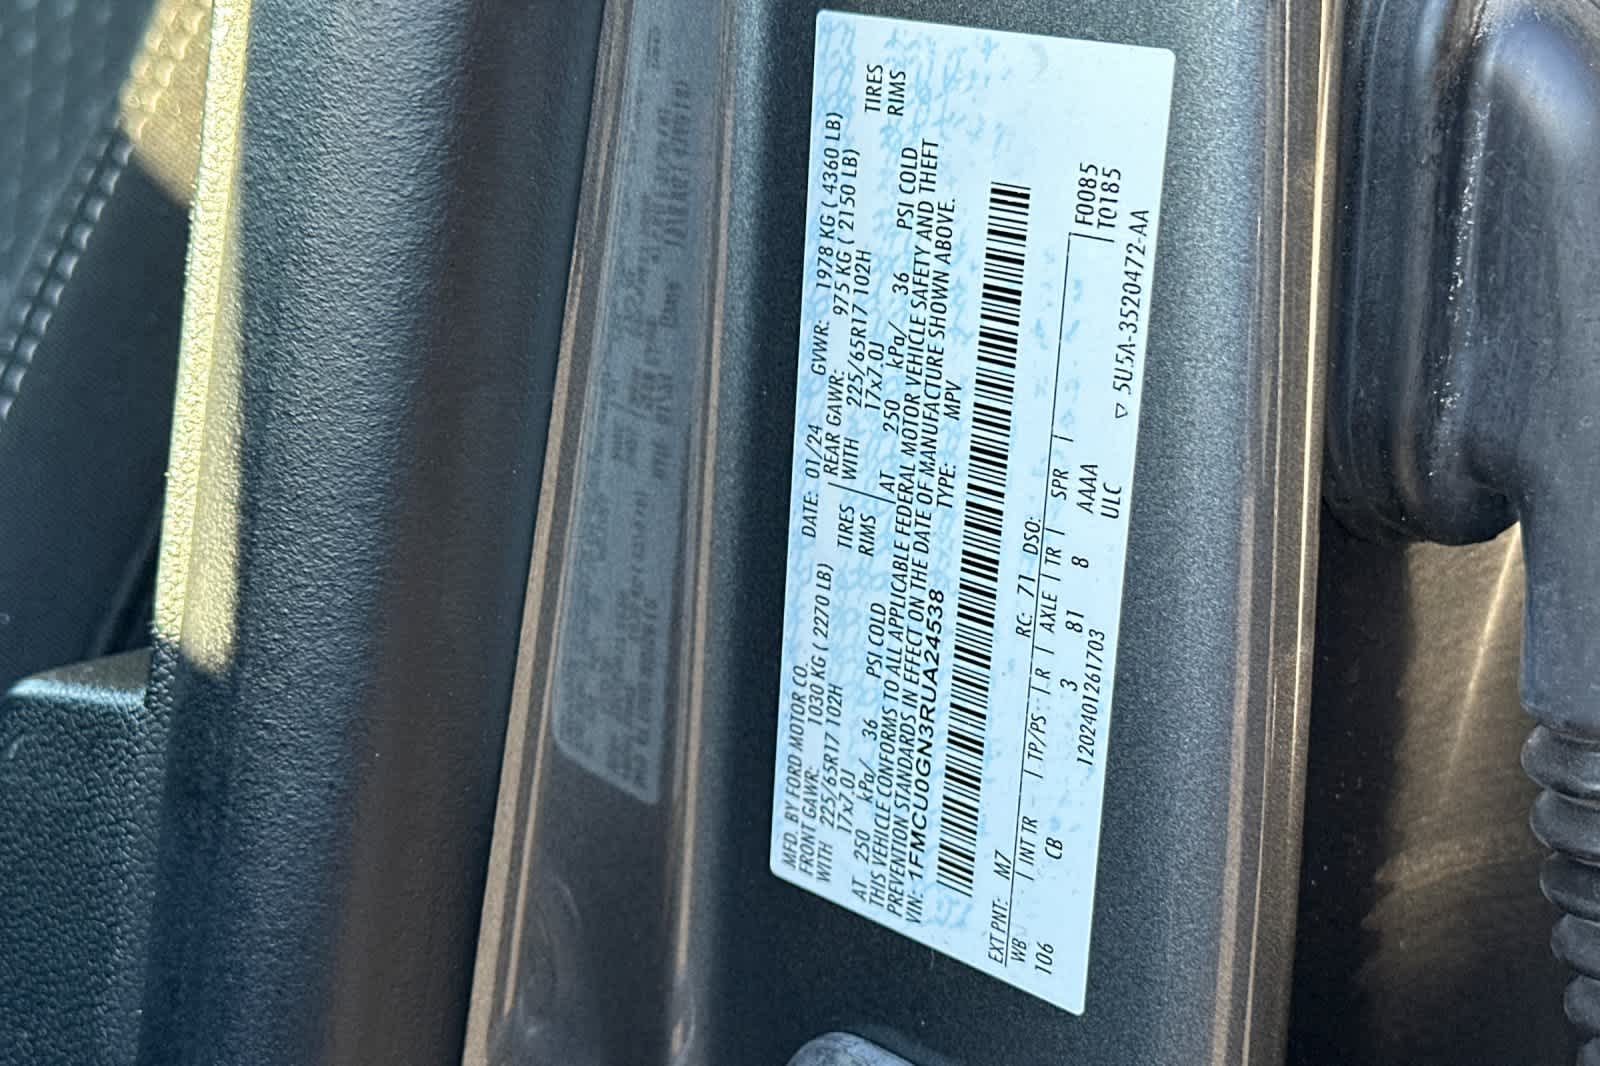 MFD. BY FORD MOTOR CO. DATE: 01/24 GVWR: 1978 KG ( 4360 LB)
FRONT GAWR: 1030 KG ( 2270 LB) REAR GAWR: 975 KG ( 2150 LB)
WITH 225/65R17 102H TIRES WITH 225/65R17 102H TIRES
17x7.0J RIMS 17x7.0J RIMS
AT 250 kPa/ 36 PSI COLD AT 250 kPa/ 36 PSI COLD
THIS VEHICLE CONFORMS TO ALL APPLICABLE FEDERAL MOTOR VEHICLE SAFETY AND THEFT
PREVENTION STANDARDS IN EFFECT ON THE DATE OF MANUFACTURE SHOWN ABOVE.
VIN: 1FMCU0GN3RUA24538 TYPE: MPV
EXT PNT: M7 RC: 71 DSO:
WB INT TR TP/PS R AXLE TR SPR F0085
106 CB 3 81 8 AAAA T0185
1202401261703 ULC
▽ 5U5A-3520472-AA